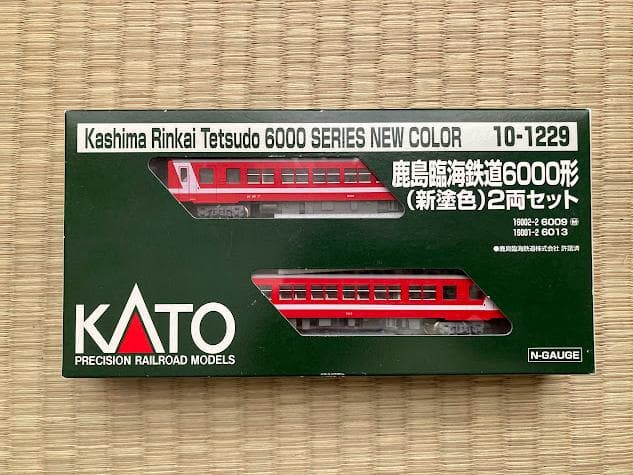 Kashima Rinkai Tetsudo 6000 SERIES NEW COLOR 10-1229
鹿島臨海鉄道6000形
(新塗色)2両セット
16002-2 6009 M
16001-2 6013
●鹿島臨海鉄道株式会社 許諾済
KATO
PRECISION RAILROAD MODELS
N-GAUGE